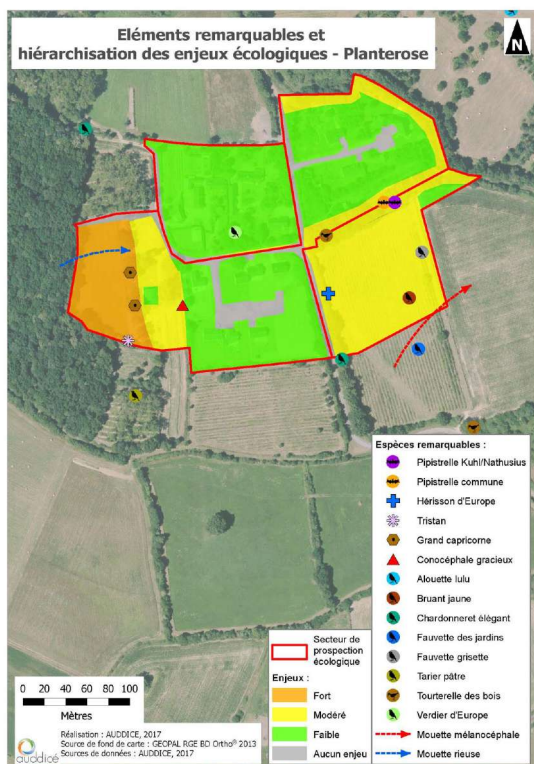 Eléments remarquables et
hiérarchisation des enjeux écologiques - Planterose
N
Espèces remarquables :
Pipistrelle Kuhl/Nathusius
Pipistrelle commune
Hérisson d'Europe
Tristan
Grand capricorne
Conocéphale gracieux
Alouette lulu
Bruant jaune
Chardonneret élégant
Fauvette des jardins
Fauvette grisette
Tarier pâtre
Tourterelle des bois
Verdier d'Europe
Mouette mélanocéphale
Mouette rieuse
Secteur de
prospection
écologique
Enjeux :
Fort
Modéré
Faible
Aucun enjeu
0 20 40 60 80 100
Mètres
Réalisation : AUDDICE, 2017
Source de fond de carte : GEOPAL RGE BD Ortho® 2013
Sources de données : AUDDICE, 2017
auddicé